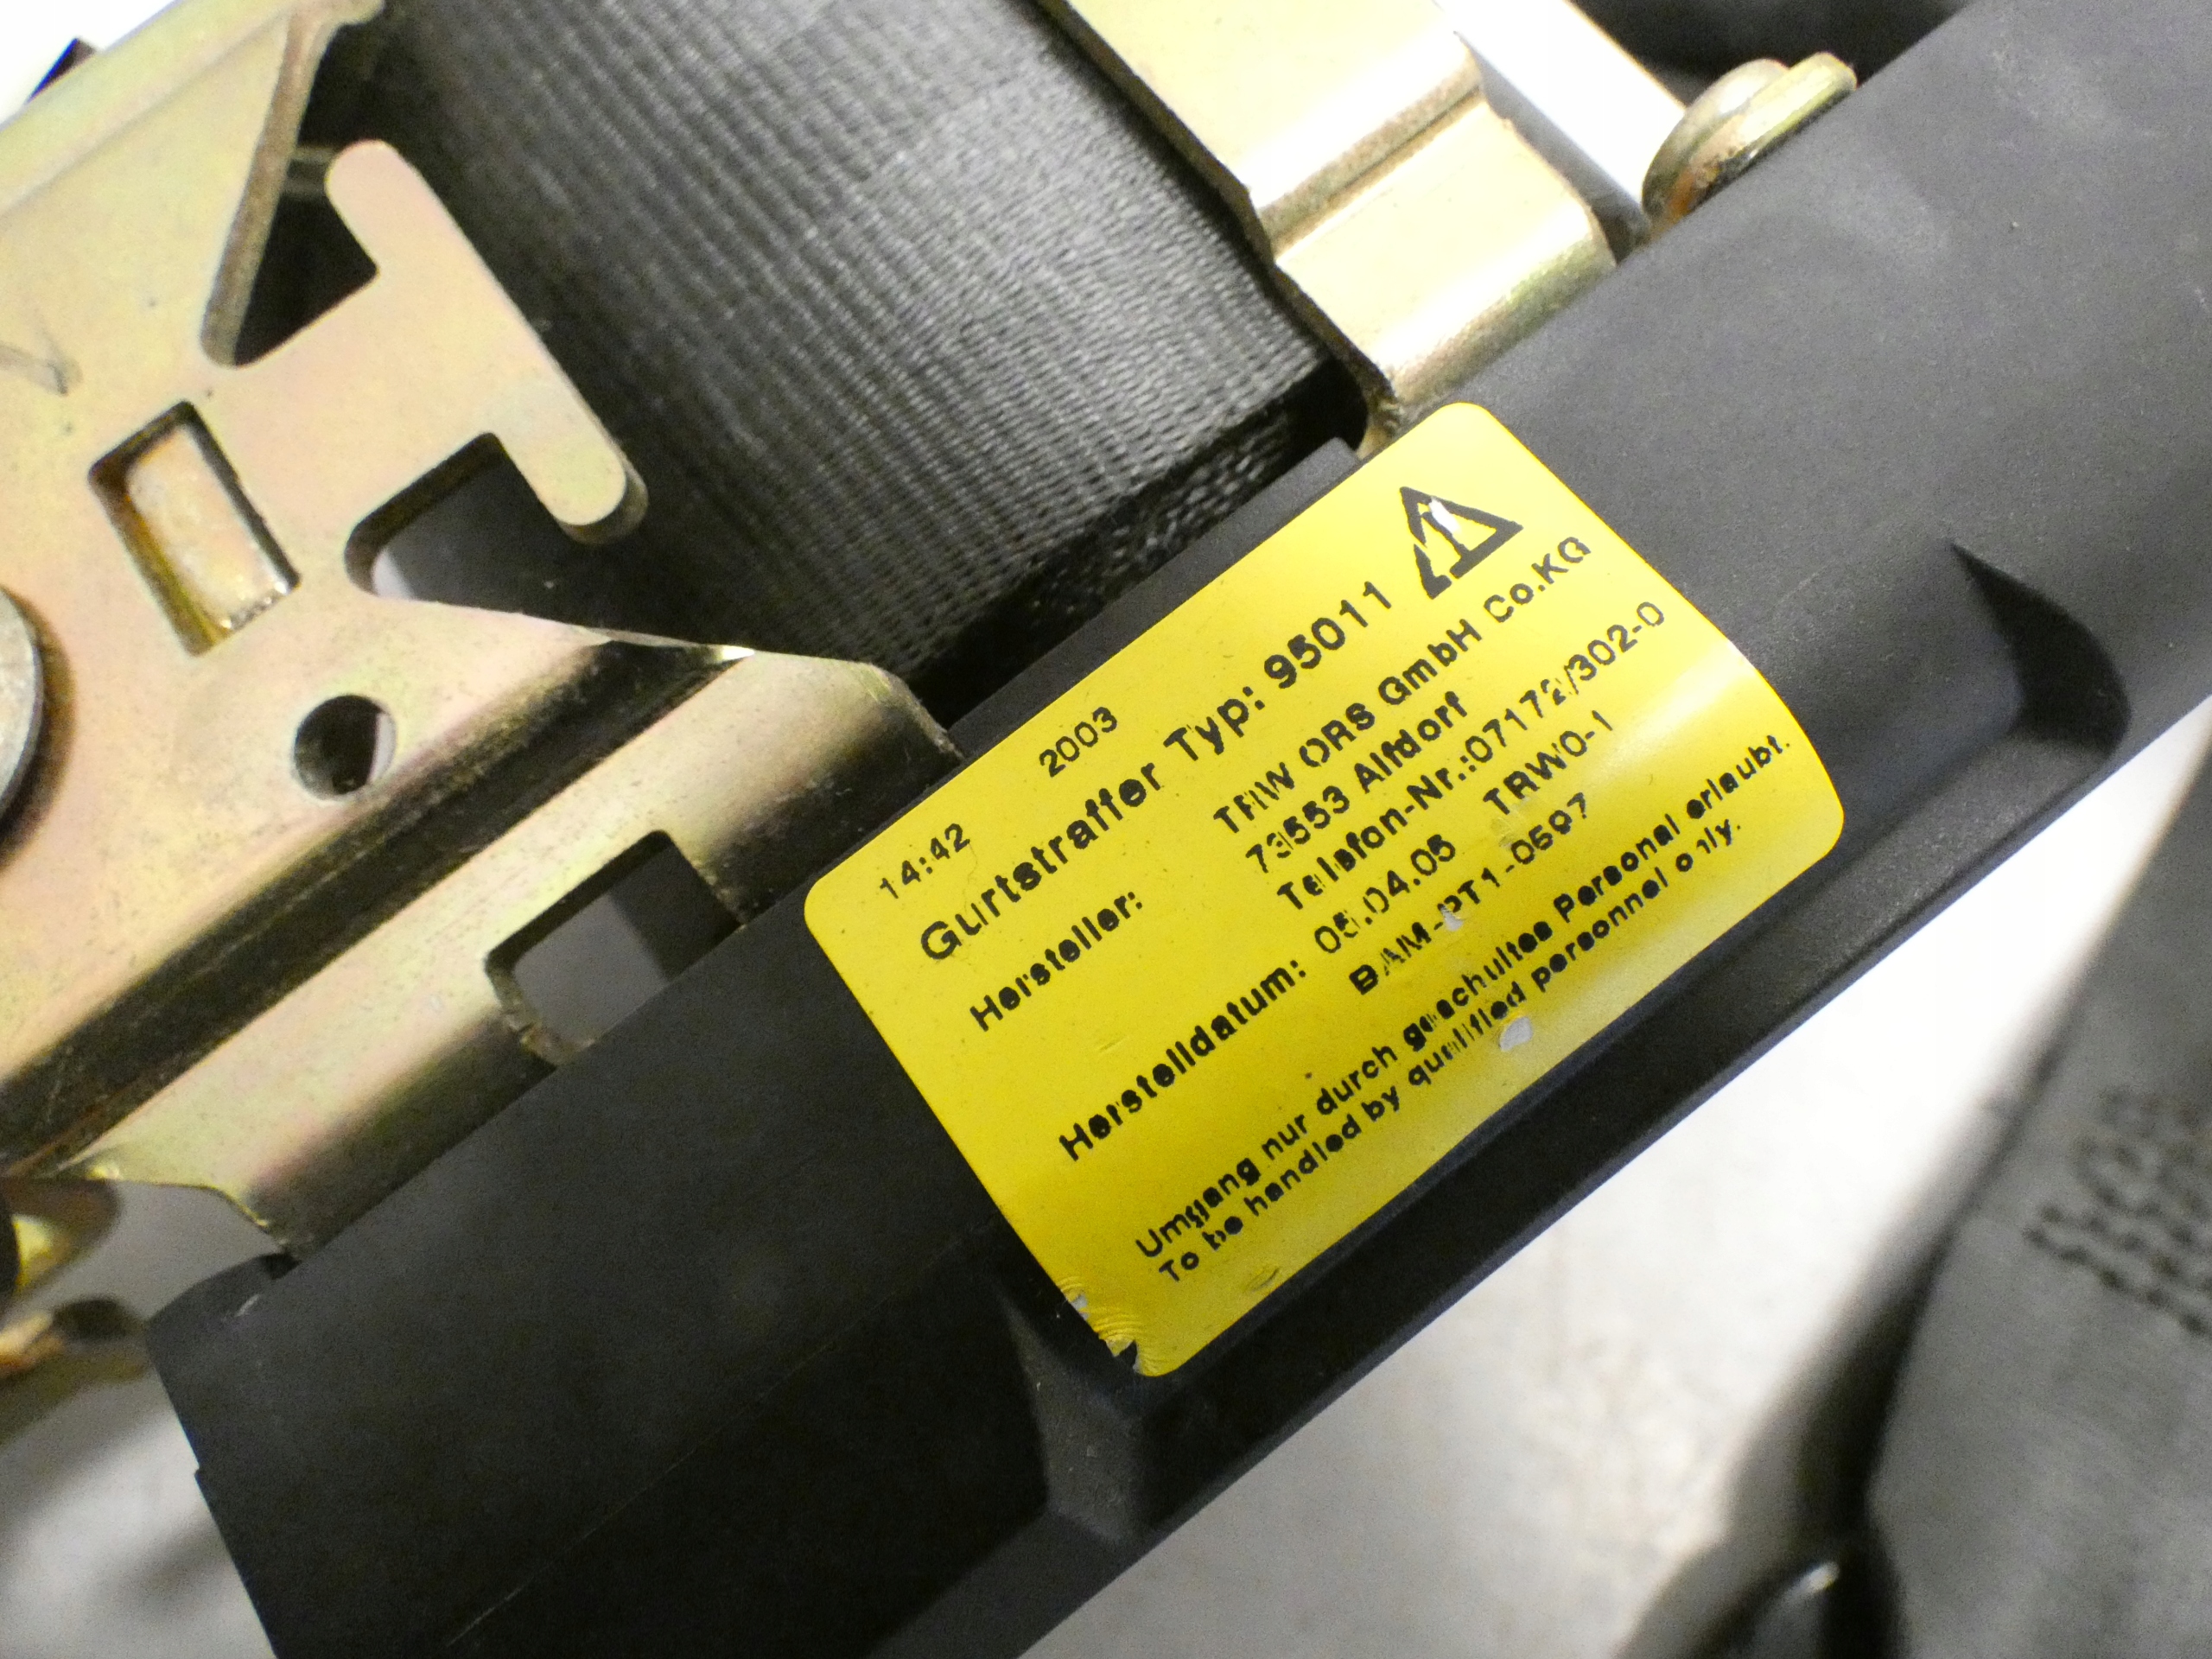 14:42 2003
Gurtstraffer Typ: 95011
Hersteller: TRW ORS GmbH Co.KG
73553 Alfdorf
Telefon-Nr.:07172/302-0
Herstelldatum: 05.04.05 TRW0-1
BAM-PT1-0597
Umgang nur durch geschultes Personal erlaubt.
To be handled by qualified personnel only.